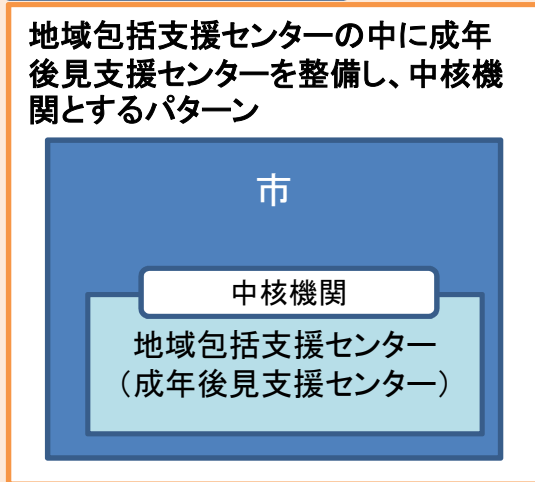 地域包括支援センターの中に成年
後見支援センターを整備し、中核機
関とするパターン
市
中核機関
地域包括支援センター
（成年後見支援センター）